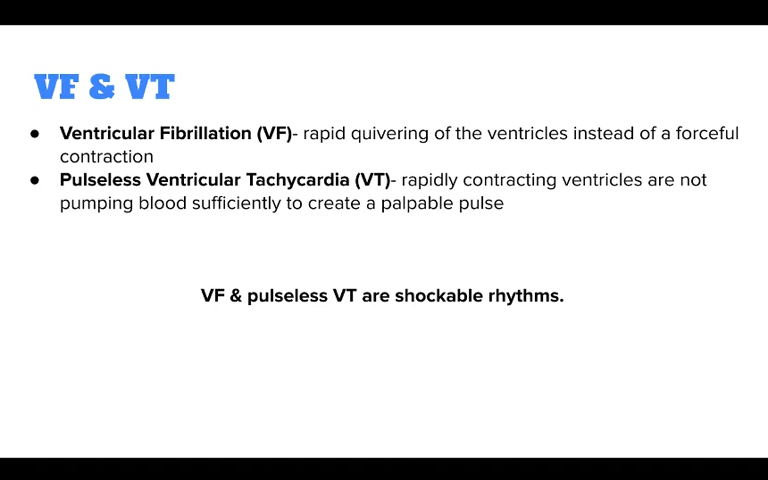 VF & VT
● Ventricular Fibrillation (VF)- rapid quivering of the ventricles instead of a forceful
contraction
● Pulseless Ventricular Tachycardia (VT)- rapidly contracting ventricles are not
pumping blood sufficiently to create a palpable pulse
VF & pulseless VT are shockable rhythms.